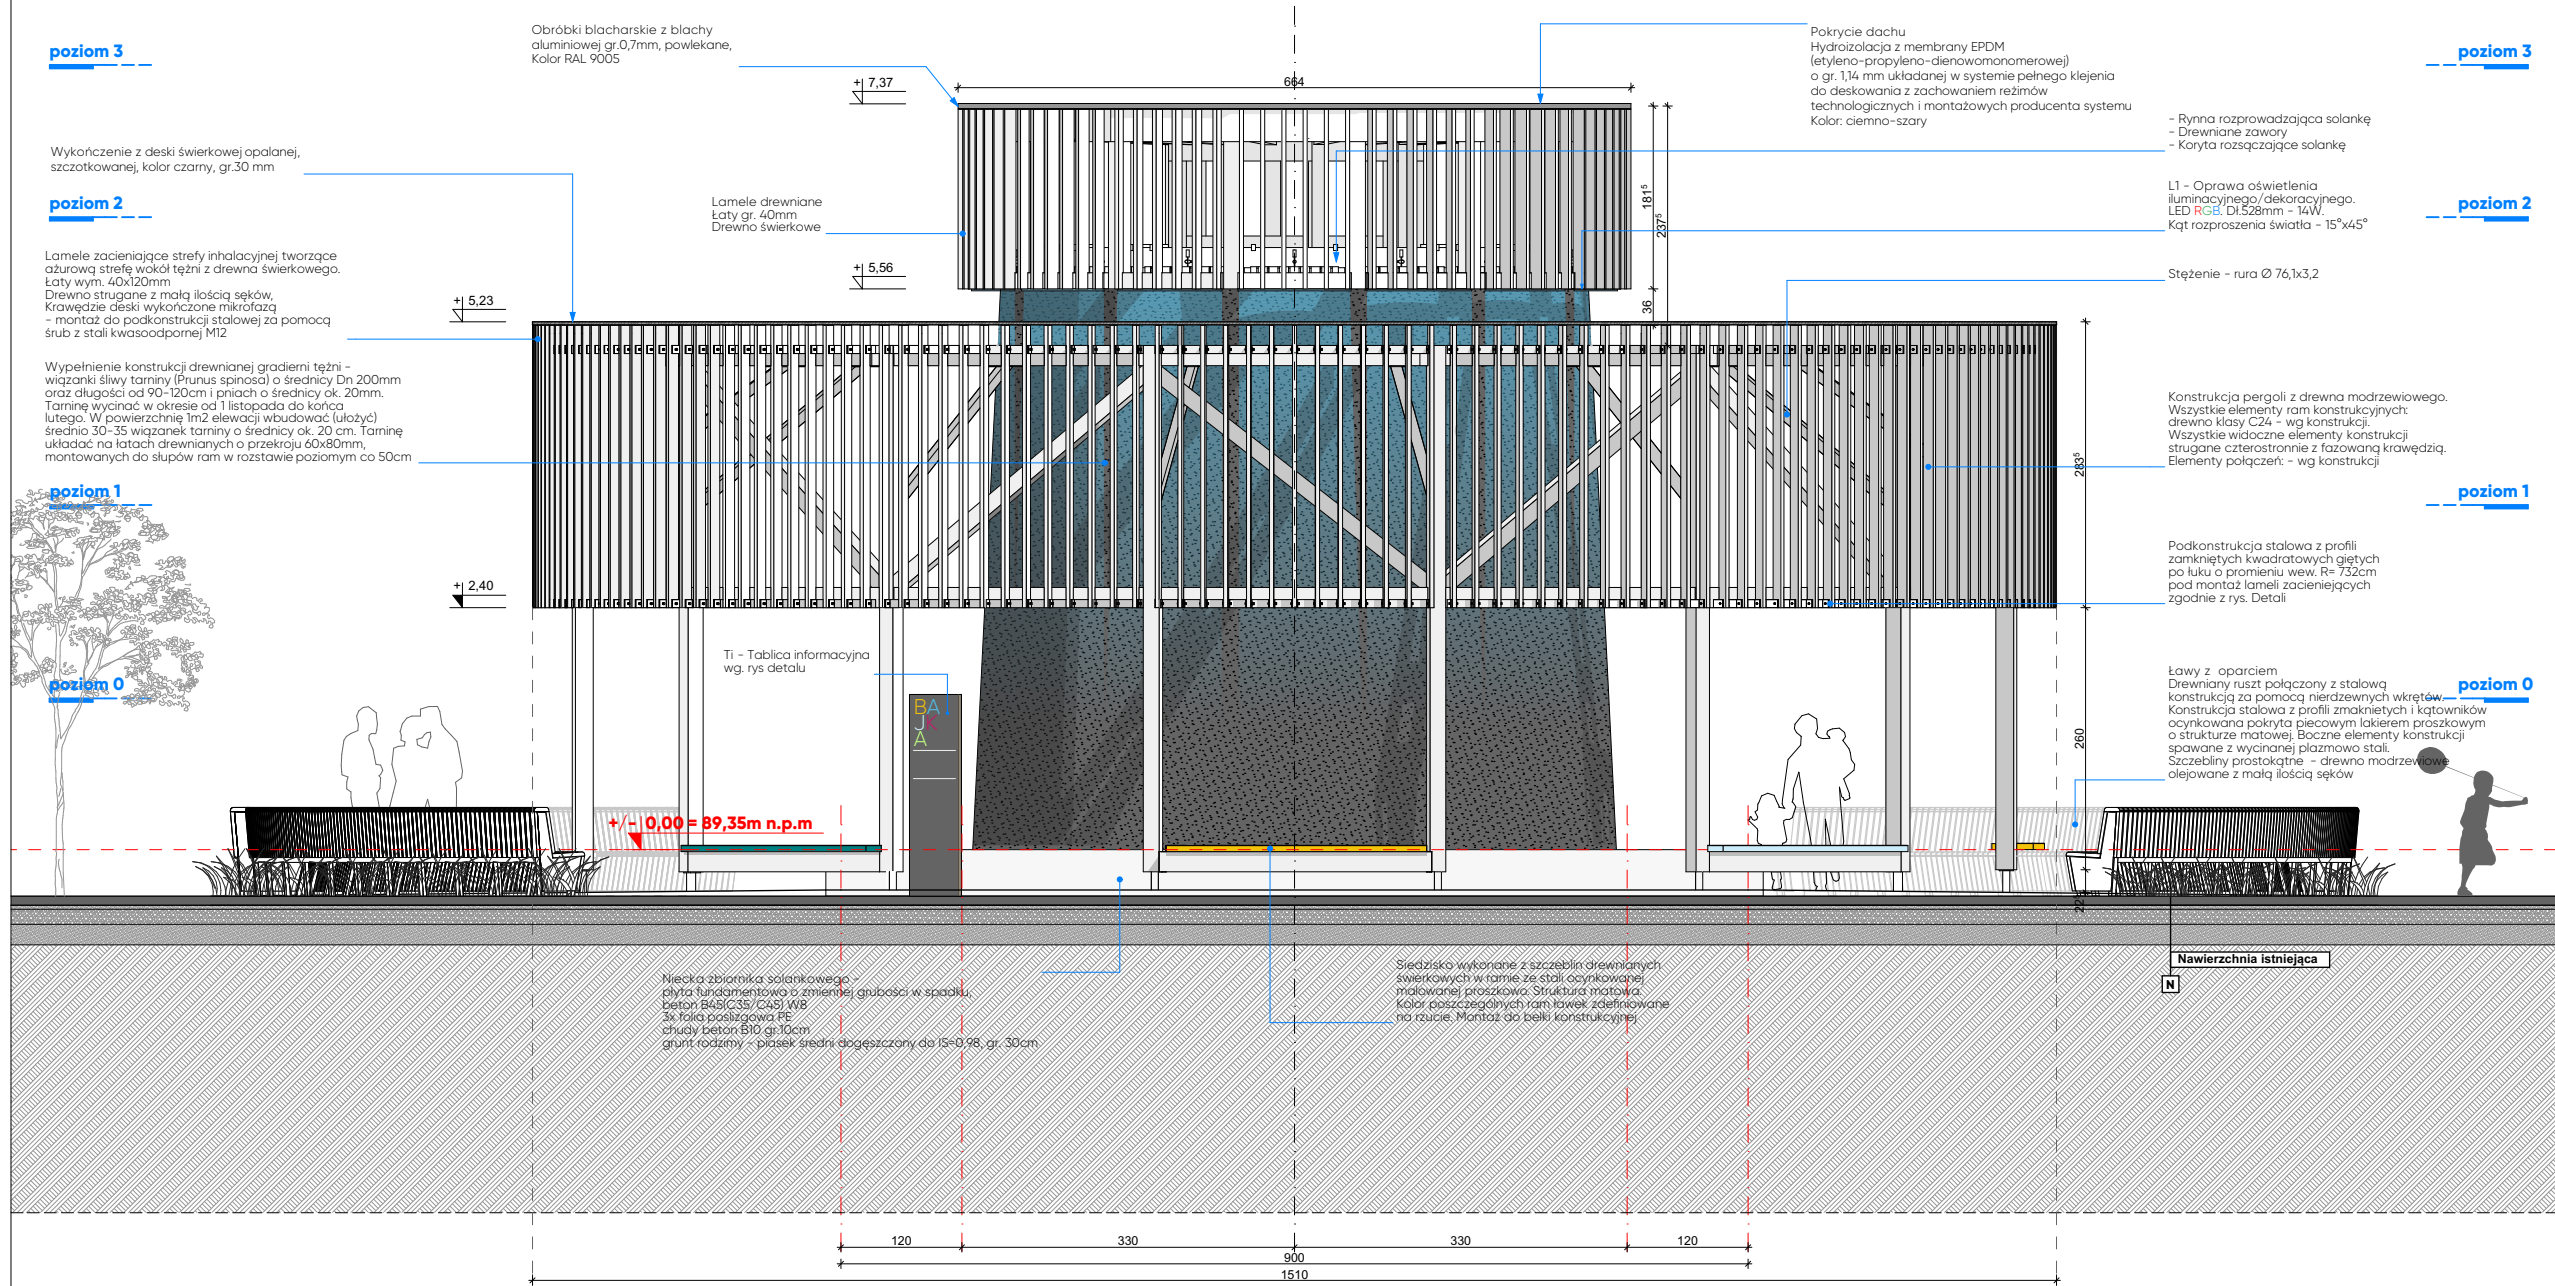 poziom 3
Obróbki blacharskie z blachy
aluminiowej gr.0,7mm, powlekane,
Kolor RAL 9005
+ 7,37
664
Pokrycie dachu
Hydroizolacja z membrany EPDM
(etyleno-propyleno-dienowomonomerowej)
o gr. 1,14 mm układanej w systemie pełnego klejenia
do deskowania z zachowaniem reżimów
technologicznych i montażowych producenta systemu
Kolor: ciemno-szary
poziom 3
- Rynna rozprowadzająca solankę
- Drewniane zawory
- Koryta rozsączające solankę
Wykończenie z deski świerkowej opalanej,
szczotkowanej, kolor czarny, gr.30 mm
poziom 2
Lamele drewniane
Łaty gr. 40mm
Drewno świerkowe
181⁵
237⁵
L1 - Oprawa oświetlenia
iluminacyjnego/dekoracyjnego.
LED RGB. Dł.528mm - 14W.
Kąt rozproszenia światła - 15°x45°
poziom 2
Lamele zacieniające strefy inhalacyjnej tworzące
ażurową strefę wokół tężni z drewna świerkowego.
Łaty wym. 40x120mm
Drewno strugane z małą ilością sęków,
Krawędzie deski wykończone mikrofazą
- montaż do podkonstrukcji stalowej za pomocą
śrub z stali kwasoodpornej M12
+ 5,56
+ 5,23
36
Stężenie - rura Ø 76,1x3,2
Wypełnienie konstrukcji drewnianej gradierni tężni -
wiązanki śliwy tarniny (Prunus spinosa) o średnicy Dn 200mm
oraz długości od 90-120cm i pniach o średnicy ok. 20mm.
Tarninę wycinać w okresie od 1 listopada do końca
lutego. W powierzchnię 1m2 elewacji wbudować (ułożyć)
średnio 30-35 wiązanek tarniny o średnicy ok. 20 cm. Tarninę
układać na łatach drewnianych o przekroju 60x80mm,
montowanych do słupów ram w rozstawie poziomym co 50cm
Konstrukcja pergoli z drewna modrzewiowego.
Wszystkie elementy ram konstrukcyjnych:
drewno klasy C24 - wg konstrukcji.
Wszystkie widoczne elementy konstrukcji
strugane czterostronnie z fazowaną krawędzią.
Elementy połączeń: - wg konstrukcji
283⁵
poziom 1
poziom 1
+ 2,40
Podkonstrukcja stalowa z profili
zamkniętych kwadratowych giętych
po łuku o promieniu wew. R= 732cm
pod montaż lameli zacieniejących
zgodnie z rys. Detali
Ti - Tablica informacyjna
wg. rys detalu
poziom 0
BA
JK
A
260
Ławy z oparciem
Drewniany ruszt połączony z stalową
konstrukcją za pomocą nierdzewnych wkrętów.
Konstrukcja stalowa z profili zmakniętych i kątowników
ocynkowana pokryta piecowym lakierem proszkowym
o strukturze matowej. Boczne elementy konstrukcji
spawane z wycinanej plazmowo stali.
Szczebliny prostokątne - drewno modrzewiowe
olejowane z małą ilością sęków
poziom 0
+/- 0,00 = 89,35m n.p.m
22⁵
Nawierzchnia istniejąca
N
Niecka zbiornika solankowego -
płyta fundamentowa o zmiennej grubości w spadku,
beton B45(C35/C45) W8
3x folia poslizgowa PE
chudy beton B10 gr.10cm
grunt rodzimy - piasek średni dogęszczony do IS=0,98, gr. 30cm
Siedzisko wykonane z szczeblin drewnianych
świerkowych w ramie ze stali ocynkowanej
malowanej proszkowo. Struktura matowa.
Kolor poszczególnych ram ławek zdefiniowane
na rzucie. Montaż do belki konstrukcyjnej
120
330
330
120
900
1510